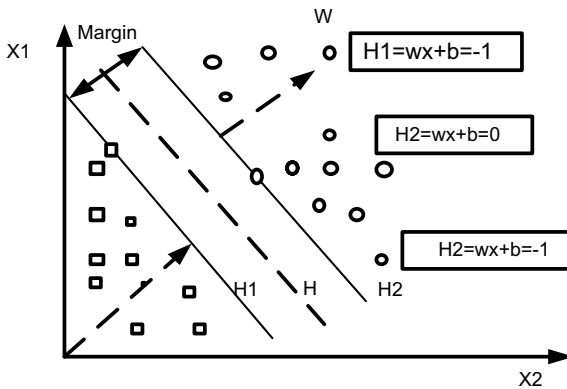 W
Margin
X1
H1=wx+b=-1
H2=wx+b=0
H2=wx+b=-1
H1
H
H2
X2